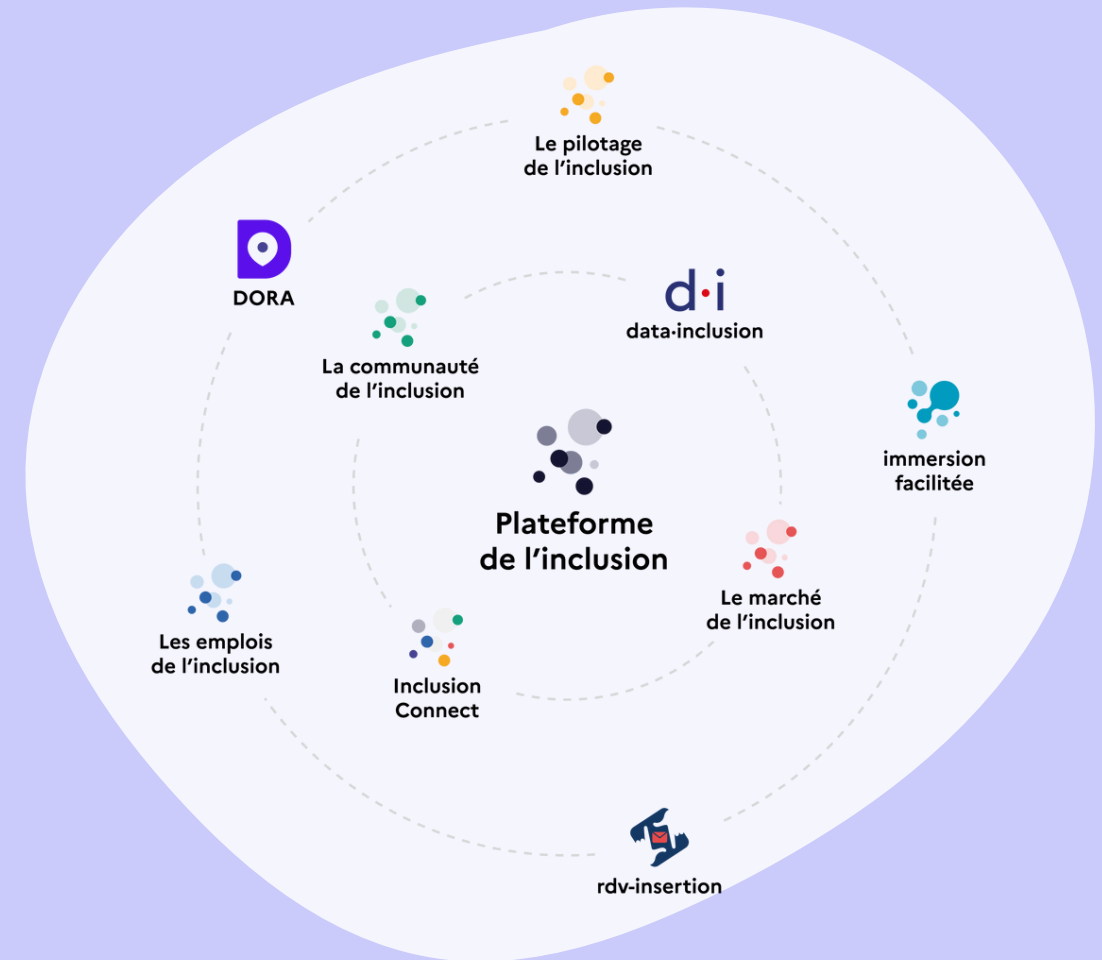 Le pilotage
de l’inclusion
DORA
d·i
data·inclusion
La communauté
de l’inclusion
immersion
facilitée
Plateforme
de l’inclusion
Le marché
de l’inclusion
Les emplois
de l’inclusion
Inclusion
Connect
rdv-insertion